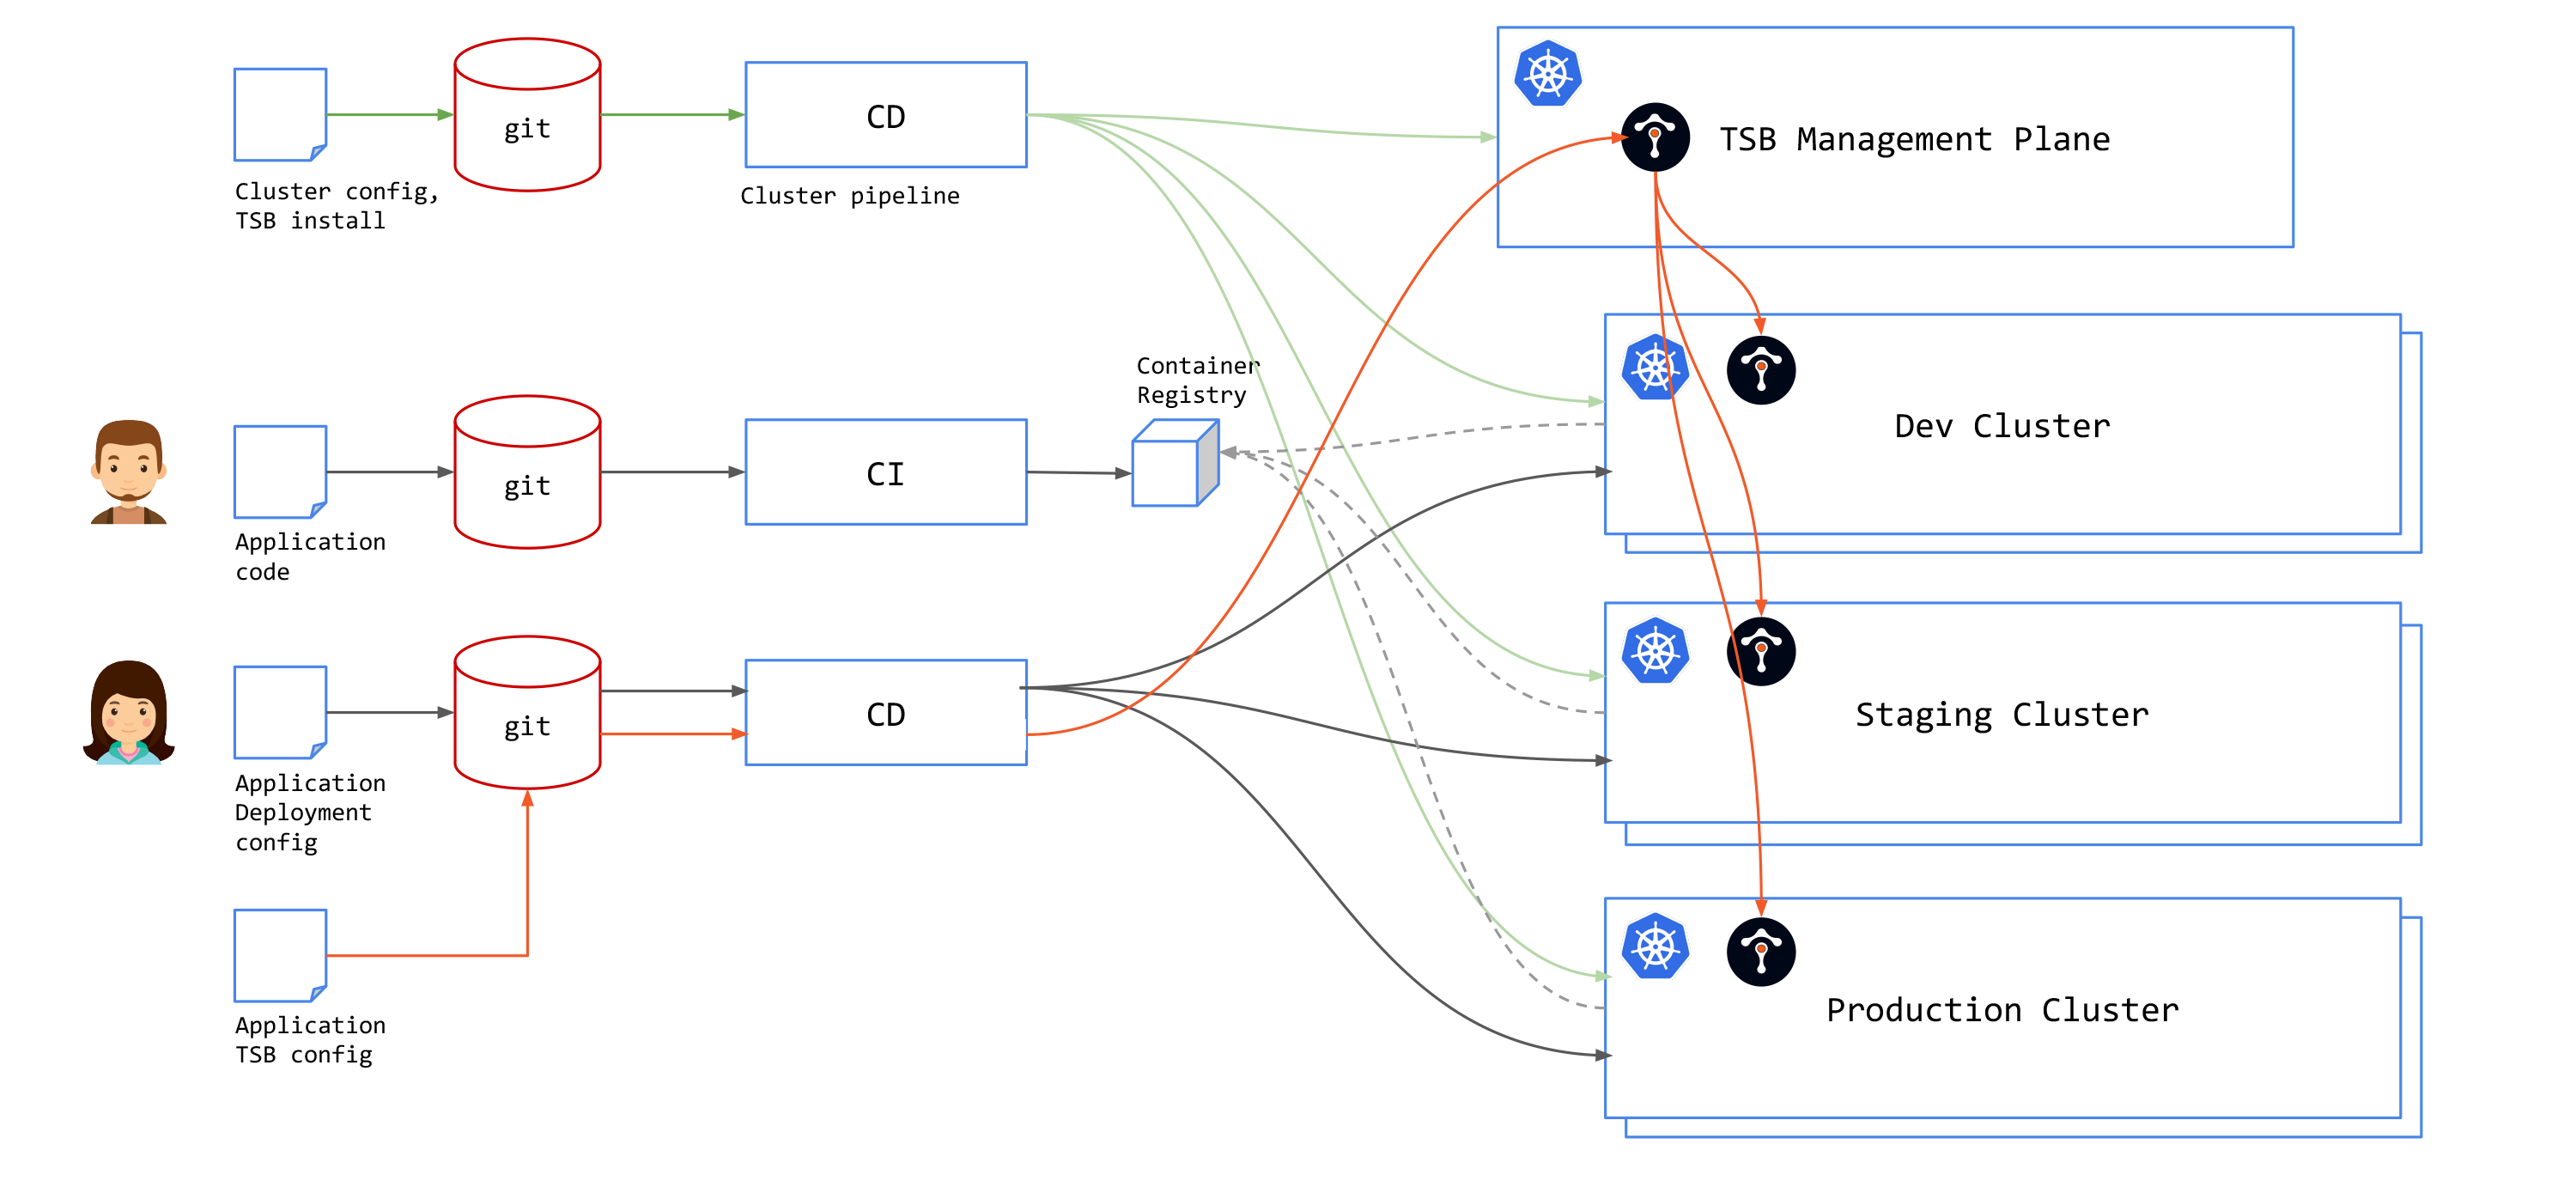 git
CD
Cluster config,
TSB install
Cluster pipeline
TSB Management Plane
Container
Registry
git
CI
Application
code
Dev Cluster
git
CD
Application
Deployment
config
Staging Cluster
Application
TSB config
Production Cluster